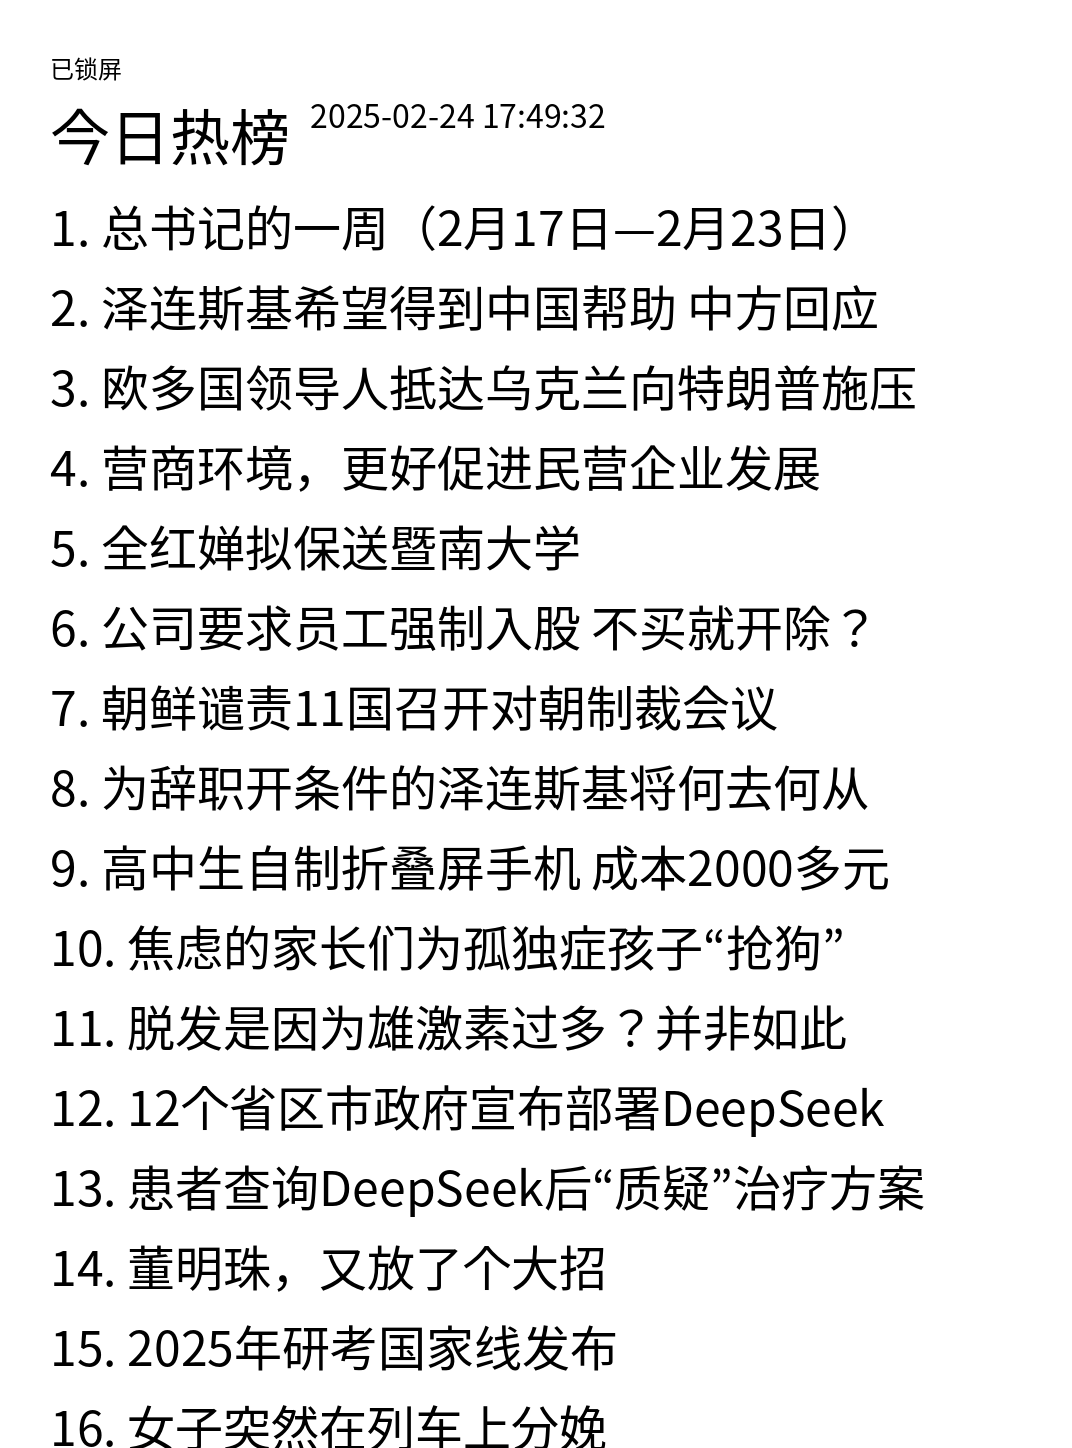 已锁屏
今日热榜 2025-02-24 17:49:32
1. 总书记的一周（2月17日—2月23日）
2. 泽连斯基希望得到中国帮助 中方回应
3. 欧多国领导人抵达乌克兰向特朗普施压
4. 营商环境，更好促进民营企业发展
5. 全红婵拟保送暨南大学
6. 公司要求员工强制入股 不买就开除？
7. 朝鲜谴责11国召开对朝制裁会议
8. 为辞职开条件的泽连斯基将何去何从
9. 高中生自制折叠屏手机 成本2000多元
10. 焦虑的家长们为孤独症孩子“抢狗”
11. 脱发是因为雄激素过多？并非如此
12. 12个省区市政府宣布部署DeepSeek
13. 患者查询DeepSeek后“质疑”治疗方案
14. 董明珠，又放了个大招
15. 2025年研考国家线发布
16. 女子突然在列车上分娩